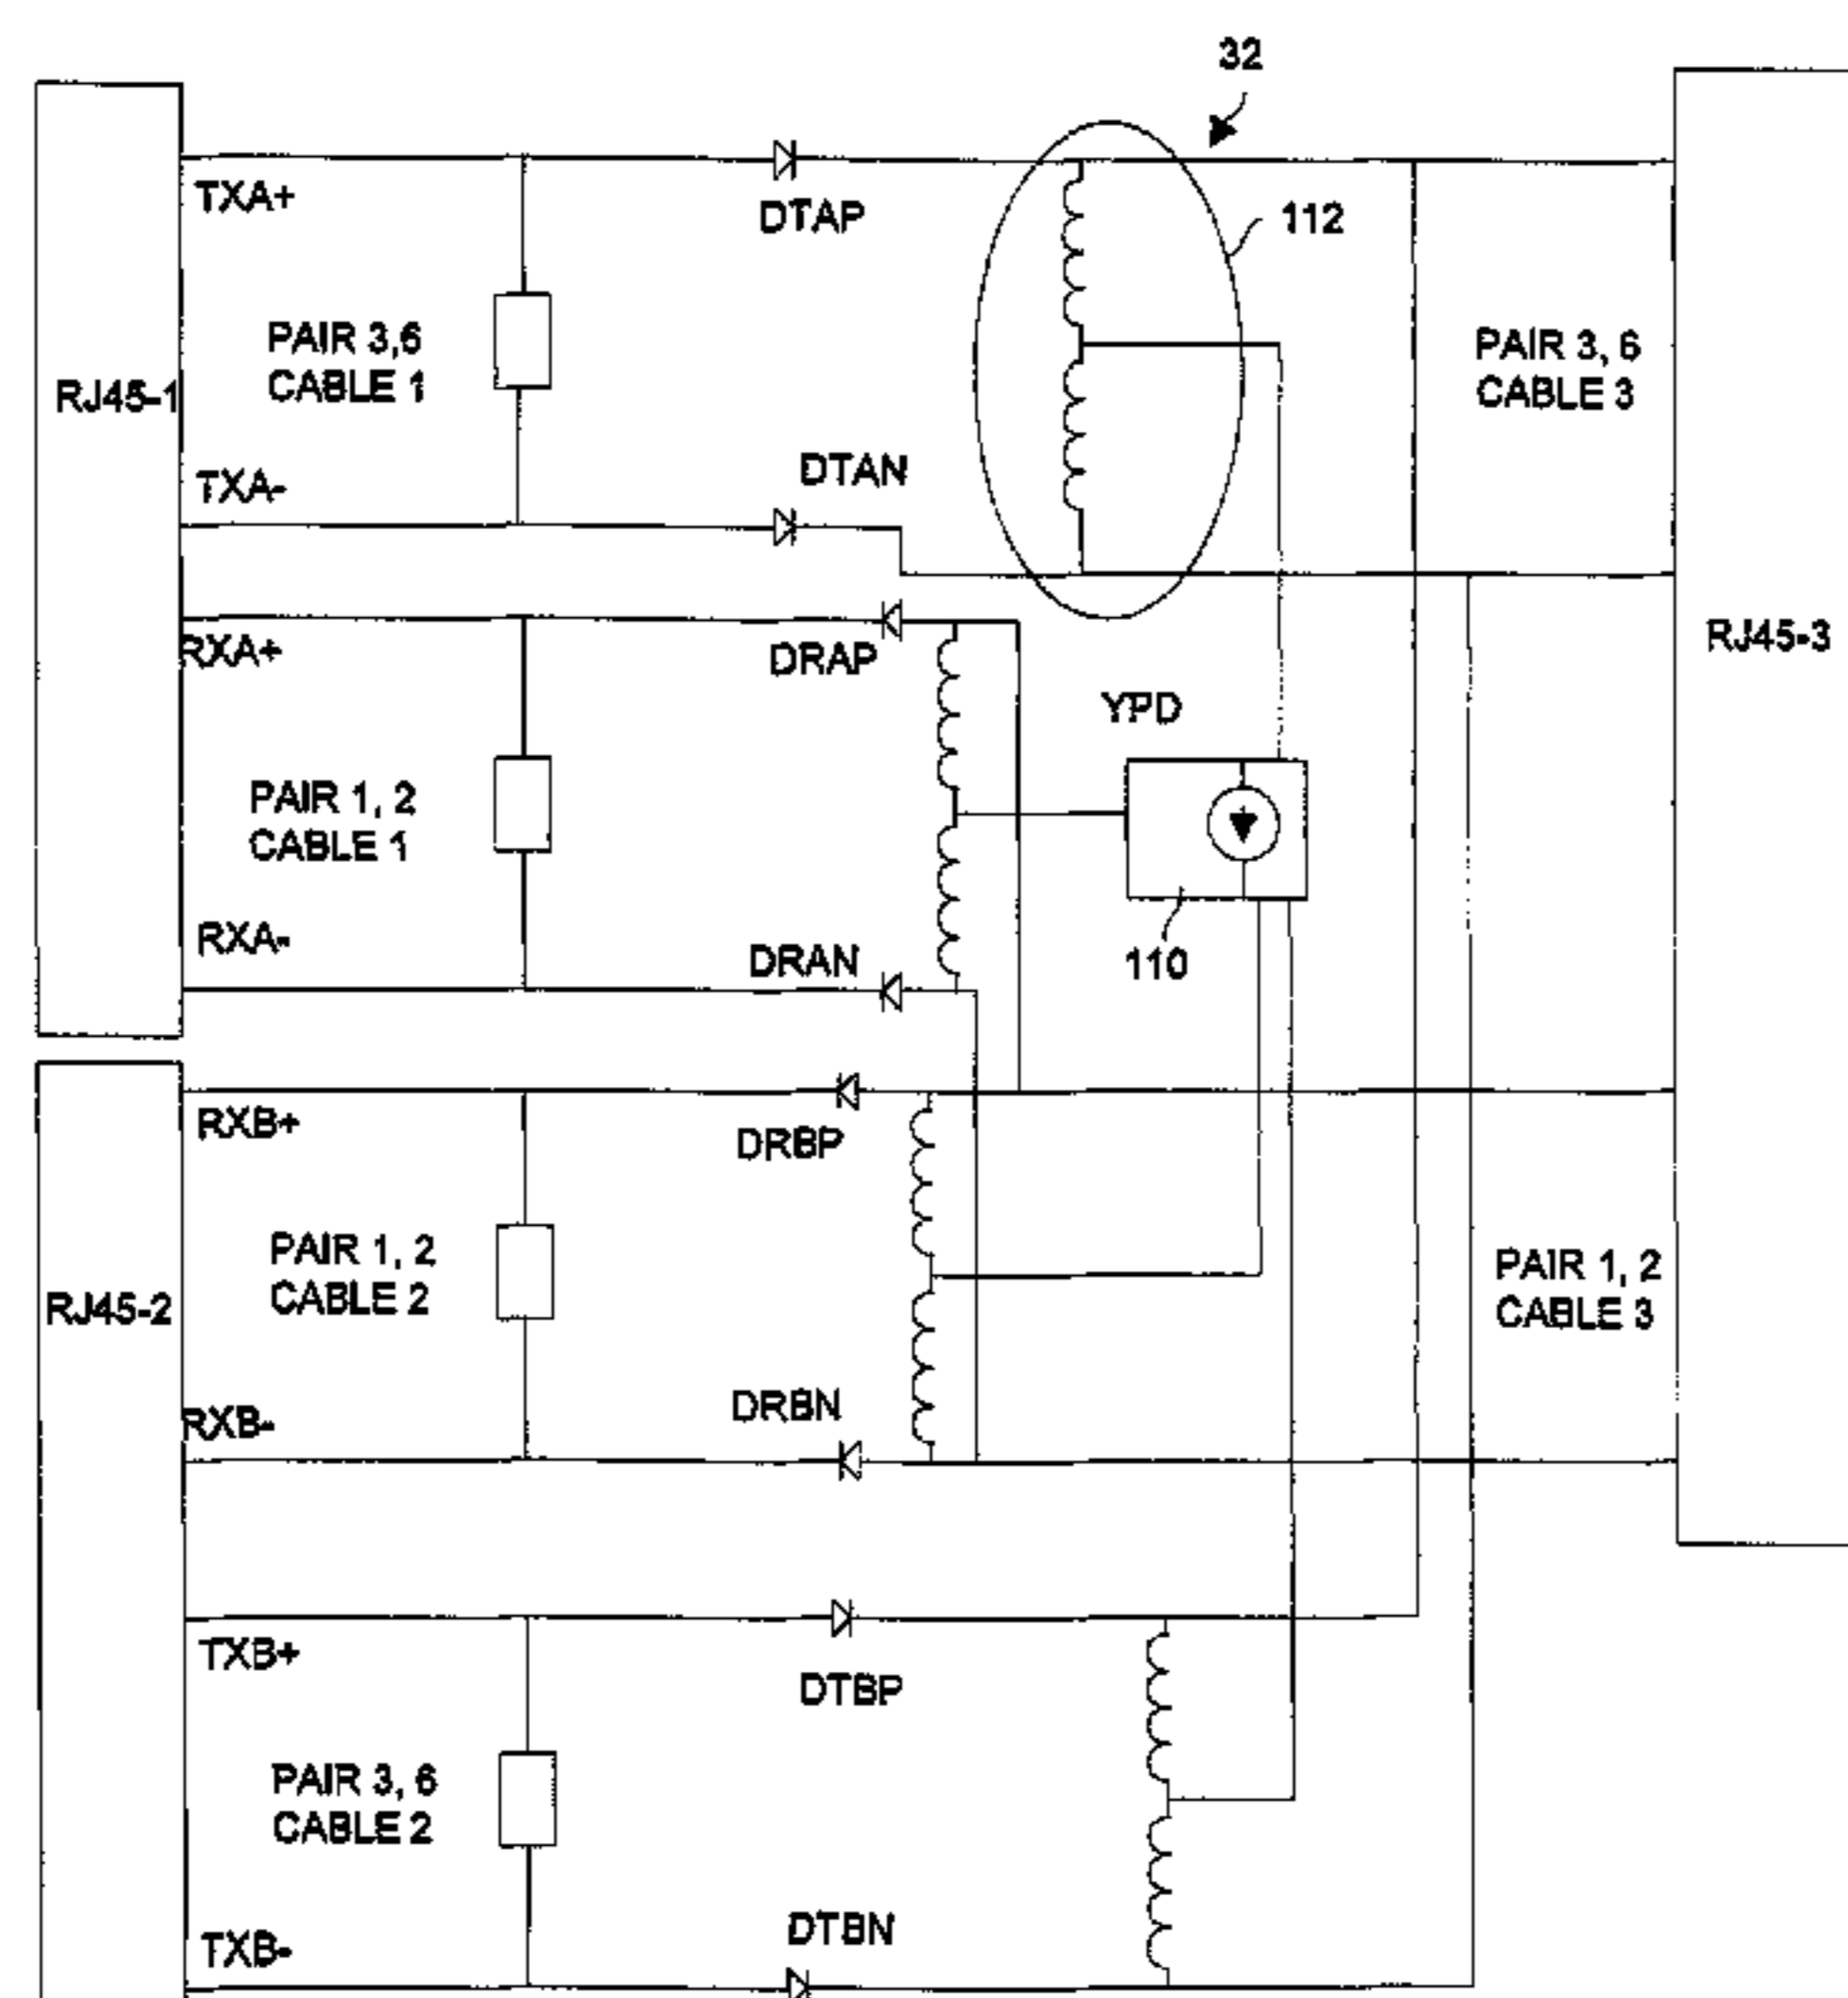 32
TXA+
DTAP
112
PAIR 3,6
CABLE 1
PAIR 3, 6
CABLE 3
RJ45-1
TXA-
DTAN
RXA+
DRAP
RJ45-3
YPD
PAIR 1, 2
CABLE 1
RXA-
DRAN
110
RXB+
DRBP
PAIR 1, 2
CABLE 2
PAIR 1, 2
CABLE 3
RJ45-2
DRBN
RXB-
TXB+
DTBP
PAIR 3, 6
CABLE 2
DTBN
TXB-